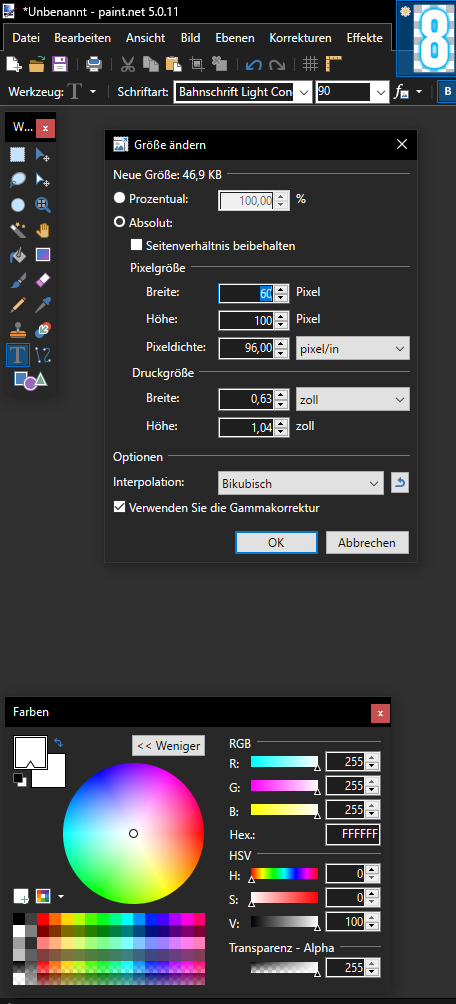 *Unbenannt - paint.net 5.0.11
8
Datei Bearbeiten Ansicht Bild Ebenen Korrekturen Effekte
Werkzeug: T Schriftart: Bahnschrift Light Con 90 fx B
W... x
T
Größe ändern
Neue Größe: 46,9 KB
Prozentual: 100,00 %
Absolut:
Seitenverhältnis beibehalten
Pixelgröße
Breite: 60 Pixel
Höhe: 100 Pixel
Pixeldichte: 96,00 pixel/in
Druckgröße
Breite: 0,63 zoll
Höhe: 1,04 zoll
Optionen
Interpolation: Bikubisch
Verwenden Sie die Gammakorrektur
OK Abbrechen
Farben x
<< Weniger
RGB
R: 255
G: 255
B: 255
Hex.: FFFFFF
HSV
H: 0
S: 0
V: 100
Transparenz - Alpha
255